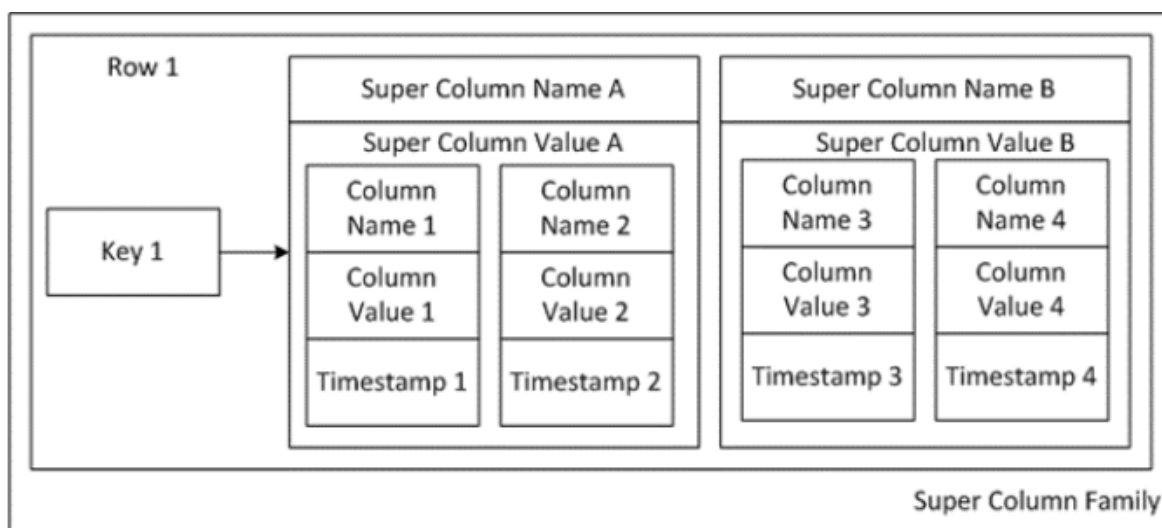 Row 1
Key 1
Super Column Name A
Super Column Value A
Column
Name 1
Column
Value 1
Timestamp 1
Column
Name 2
Column
Value 2
Timestamp 2
Super Column Name B
Super Column Value B
Column
Name 3
Column
Value 3
Timestamp 3
Column
Name 4
Column
Value 4
Timestamp 4
Super Column Family